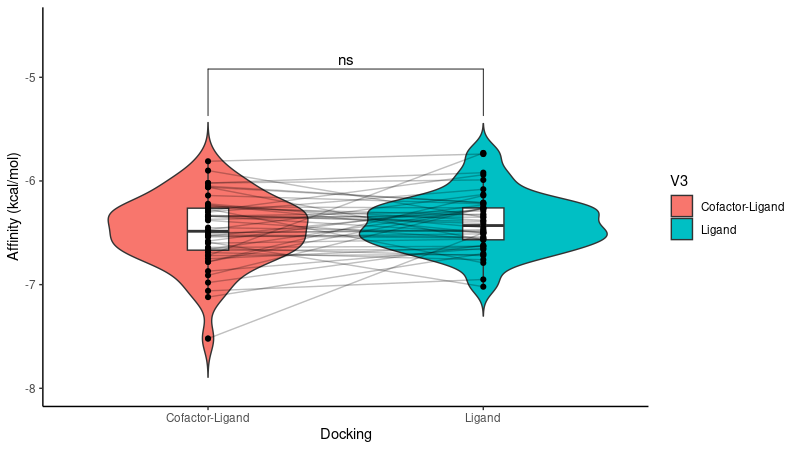 ns
-5
-6
-7
-8
Affinity (kcal/mol)
Cofactor-Ligand
Ligand
Docking
V3
Cofactor-Ligand
Ligand